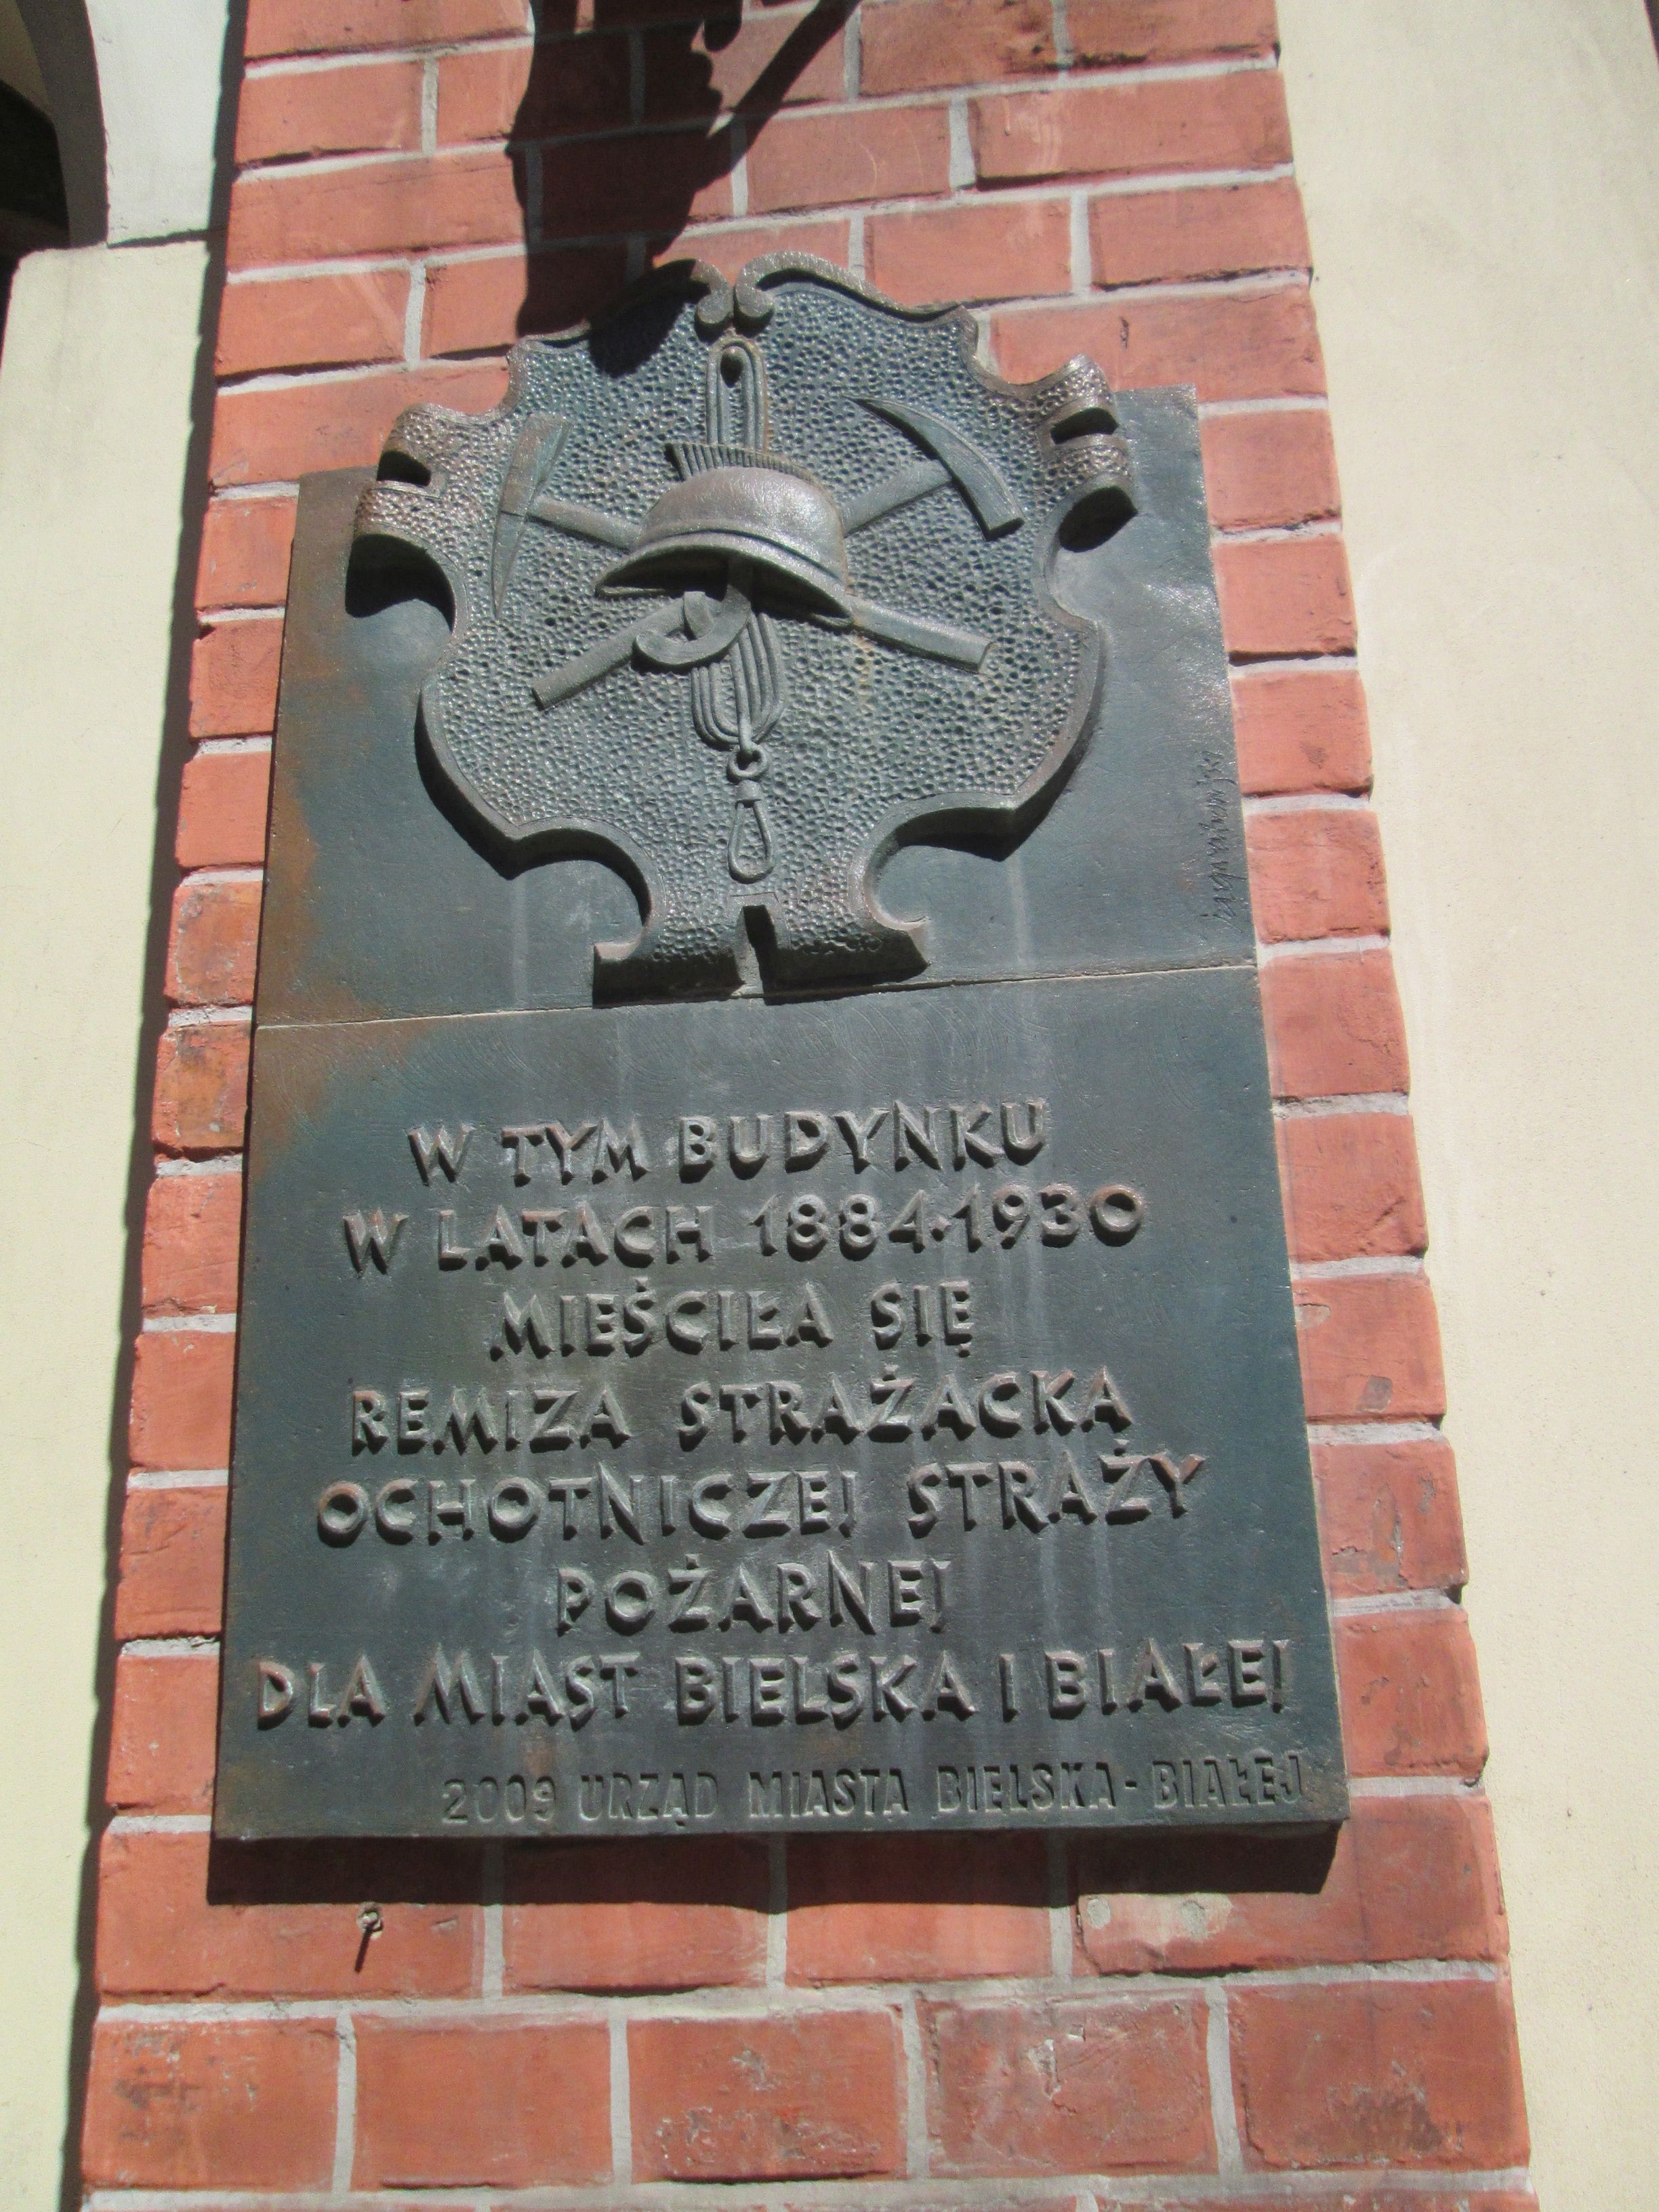 W TYM BUDYNKU
W LATACH 1884-1930
MIEŚCIŁA SIĘ
REMIZA STRAŻACKA
OCHOTNICZEJ STRAŻY
POŻARNEJ
DLA MIAST BIELSKA I BIAŁEJ
2009 URZĄD MIASTA BIELSKA-BIAŁEJ